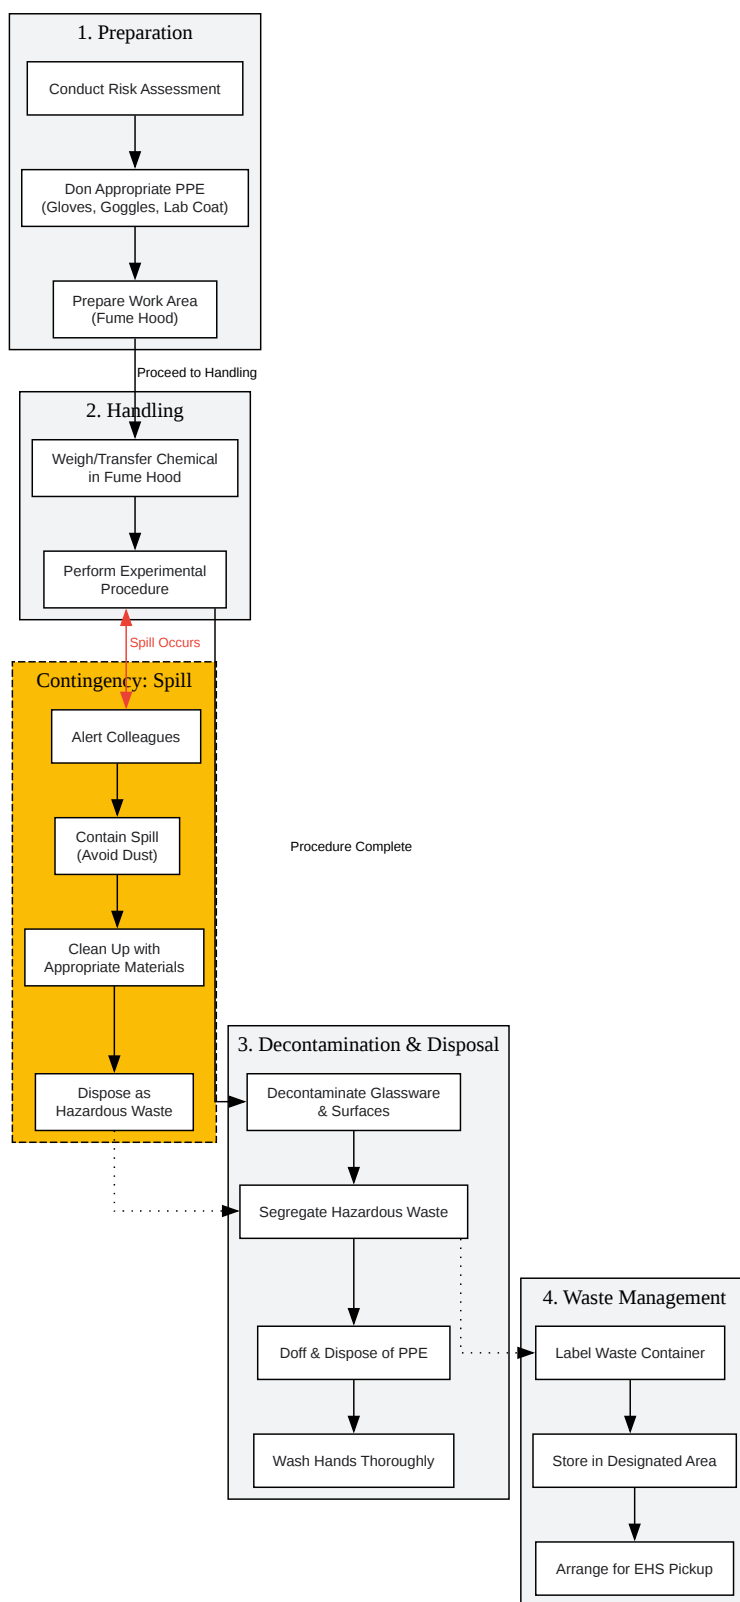 1. Preparation
Conduct Risk Assessment
Don Appropriate PPE
(Gloves, Goggles, Lab Coat)
Prepare Work Area
(Fume Hood)
Proceed to Handling
2. Handling
Weigh/Transfer Chemical
in Fume Hood
Perform Experimental
Procedure
Spill Occurs
Contingency: Spill
Alert Colleagues
Contain Spill
(Avoid Dust)
Procedure Complete
Clean Up with
Appropriate Materials
Dispose as
Hazardous Waste
3. Decontamination & Disposal
Decontaminate Glassware
& Surfaces
Segregate Hazardous Waste
Doff & Dispose of PPE
Wash Hands Thoroughly
4. Waste Management
Label Waste Container
Store in Designated Area
Arrange for EHS Pickup